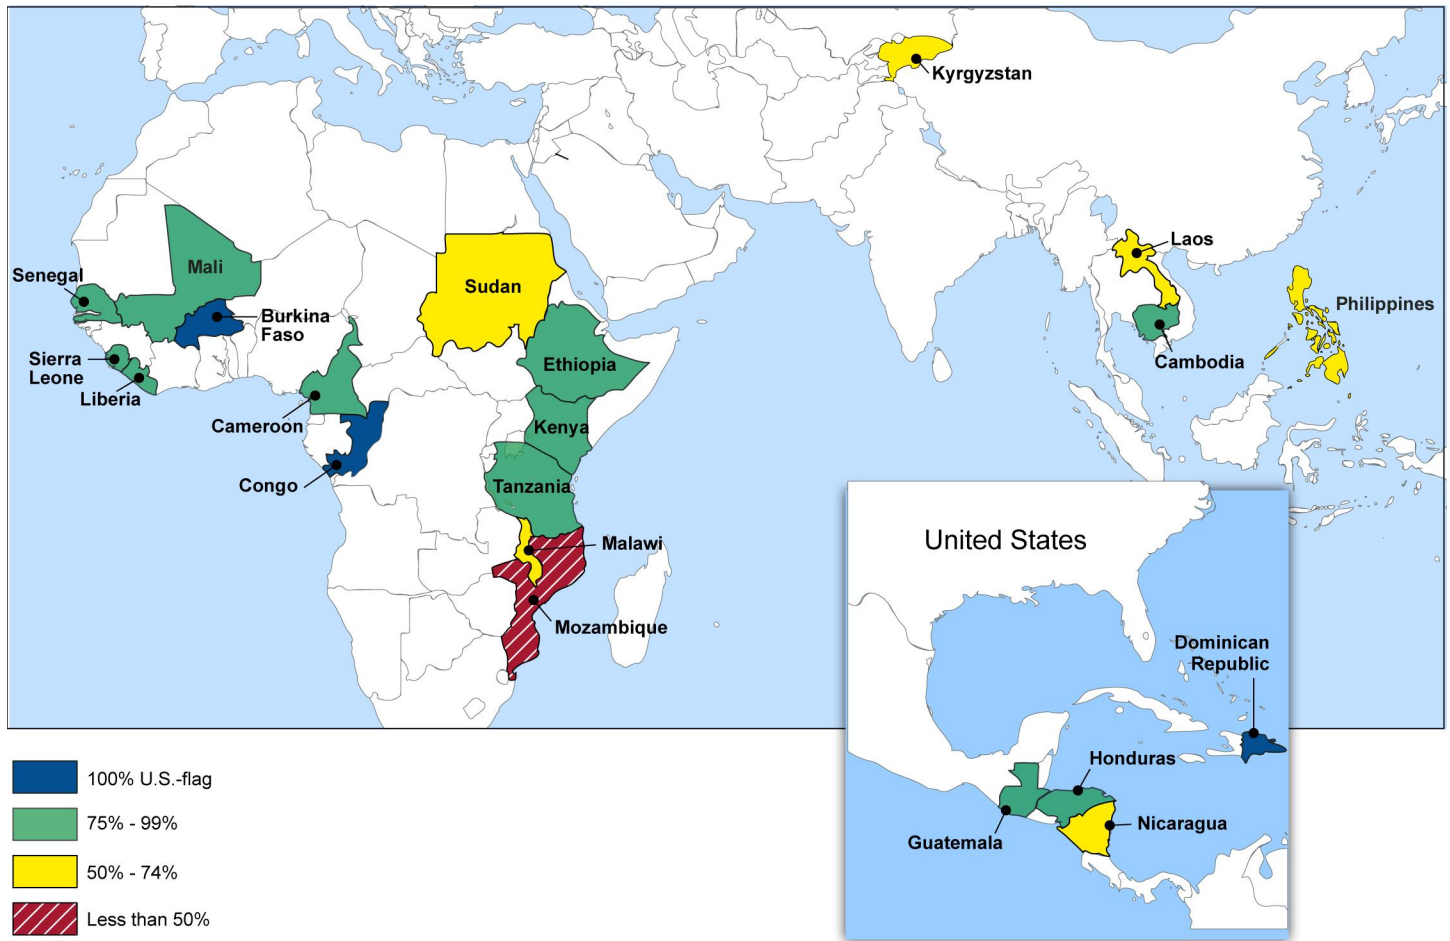 Kyrgyzstan
Laos
Philippines
Cambodia
Senegal
Mali
Burkina
Faso
Sierra
Leone
Liberia
Cameroon
Congo
Sudan
Ethiopia
Kenya
Tanzania
Malawi
Mozambique
United States
Dominican
Republic
Honduras
Nicaragua
Guatemala
100% U.S.-flag
75% - 99%
50% - 74%
Less than 50%